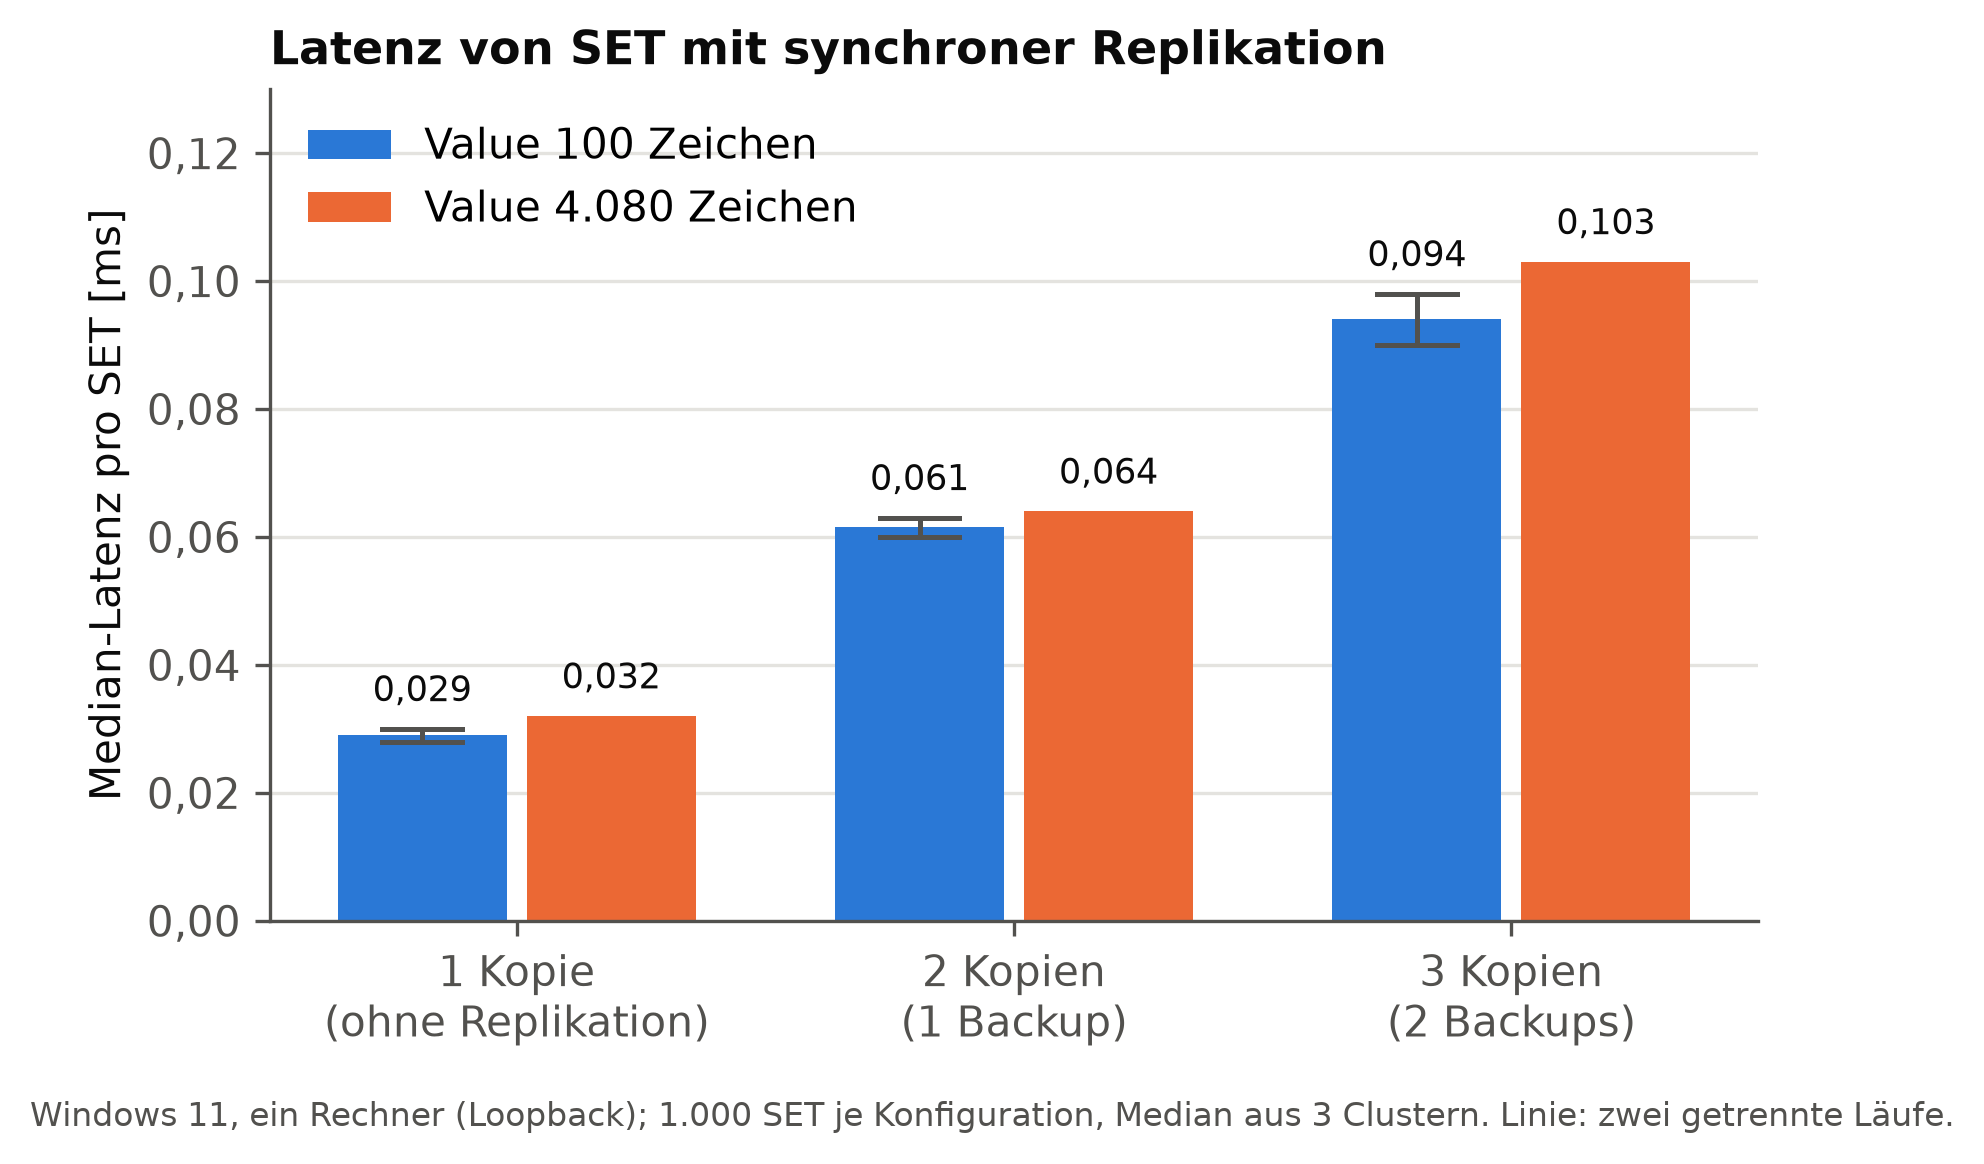 Latenz von SET mit synchroner Replikation
Value 100 Zeichen
Value 4.080 Zeichen
Median-Latenz pro SET [ms]
0,12
0,10
0,08
0,06
0,04
0,02
0,00
0,029
0,032
0,061
0,064
0,094
0,103
1 Kopie
(ohne Replikation)
2 Kopien
(1 Backup)
3 Kopien
(2 Backups)
Windows 11, ein Rechner (Loopback); 1.000 SET je Konfiguration, Median aus 3 Clustern. Linie: zwei getrennte Läufe.